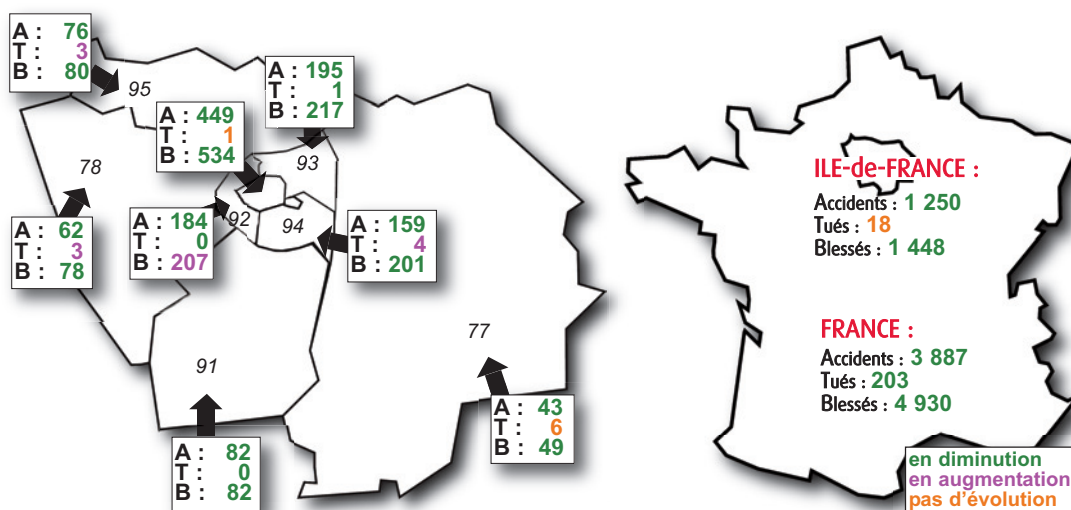 A : 76
T : 3
B : 80
95
A : 195
T : 1
B : 217
A : 449
T : 1
B : 534
93
78
92
94
A : 62
T : 3
B : 78
A : 184
T : 0
B : 207
A : 159
T : 4
B : 201
91
77
A : 82
T : 0
B : 82
A : 43
T : 6
B : 49
ILE-de-FRANCE :
Accidents : 1 250
Tués : 18
Blessés : 1 448
FRANCE :
Accidents : 3 887
Tués : 203
Blessés : 4 930
en diminution
en augmentation
pas d'évolution